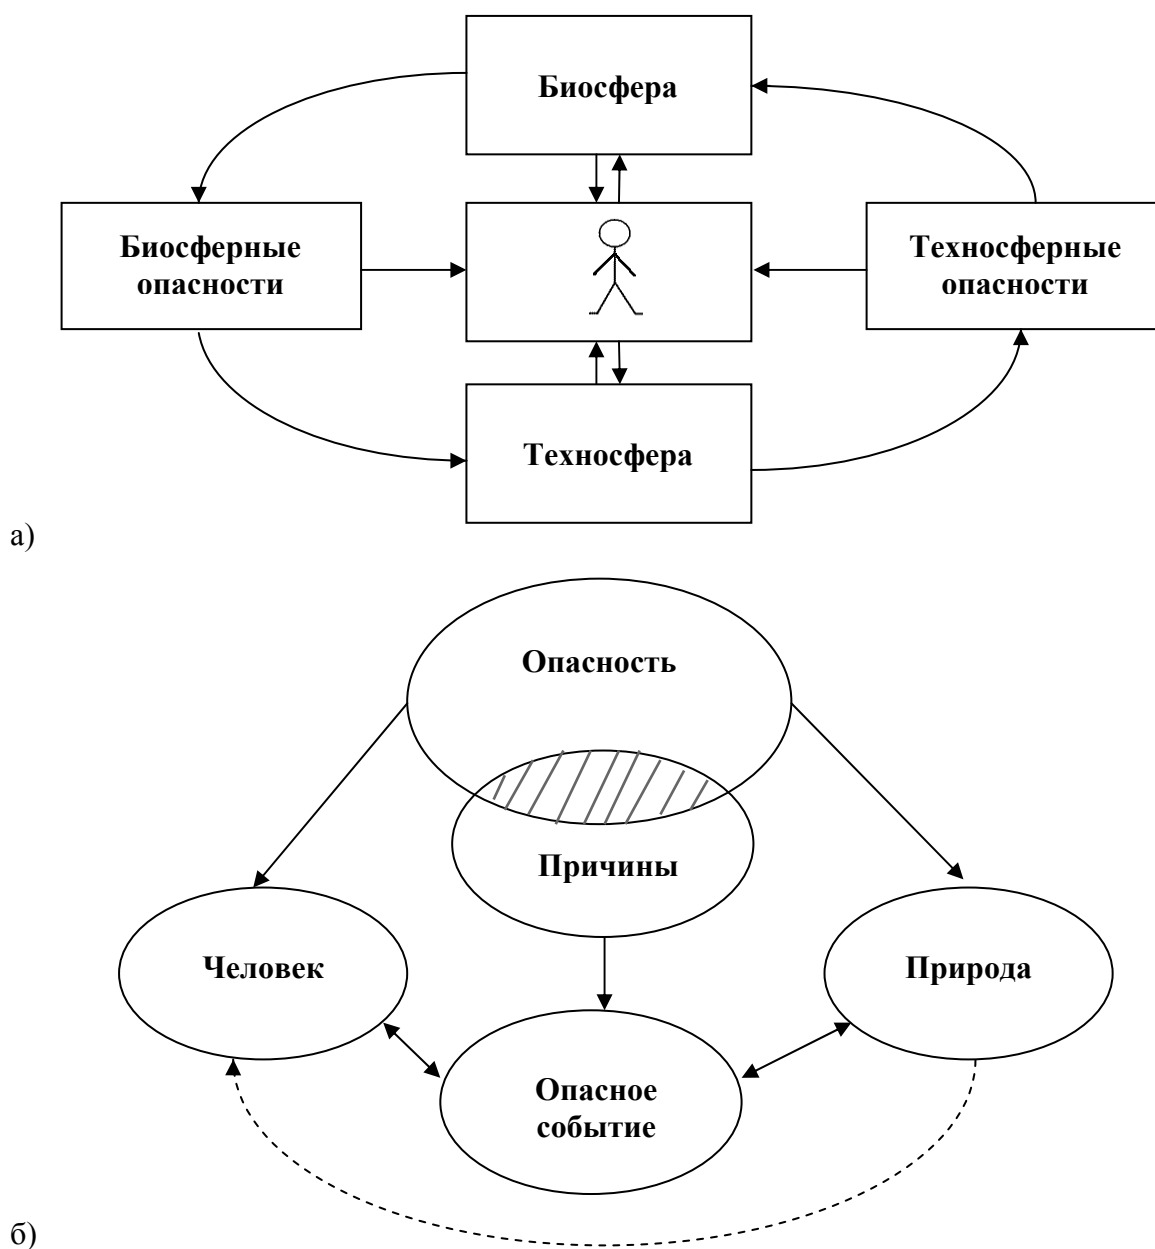 Биосфера
Биосферные
опасности
Техносферные
опасности
Техносфера
а)
Опасность
Причины
Человек
Природа
Опасное
событие
б)